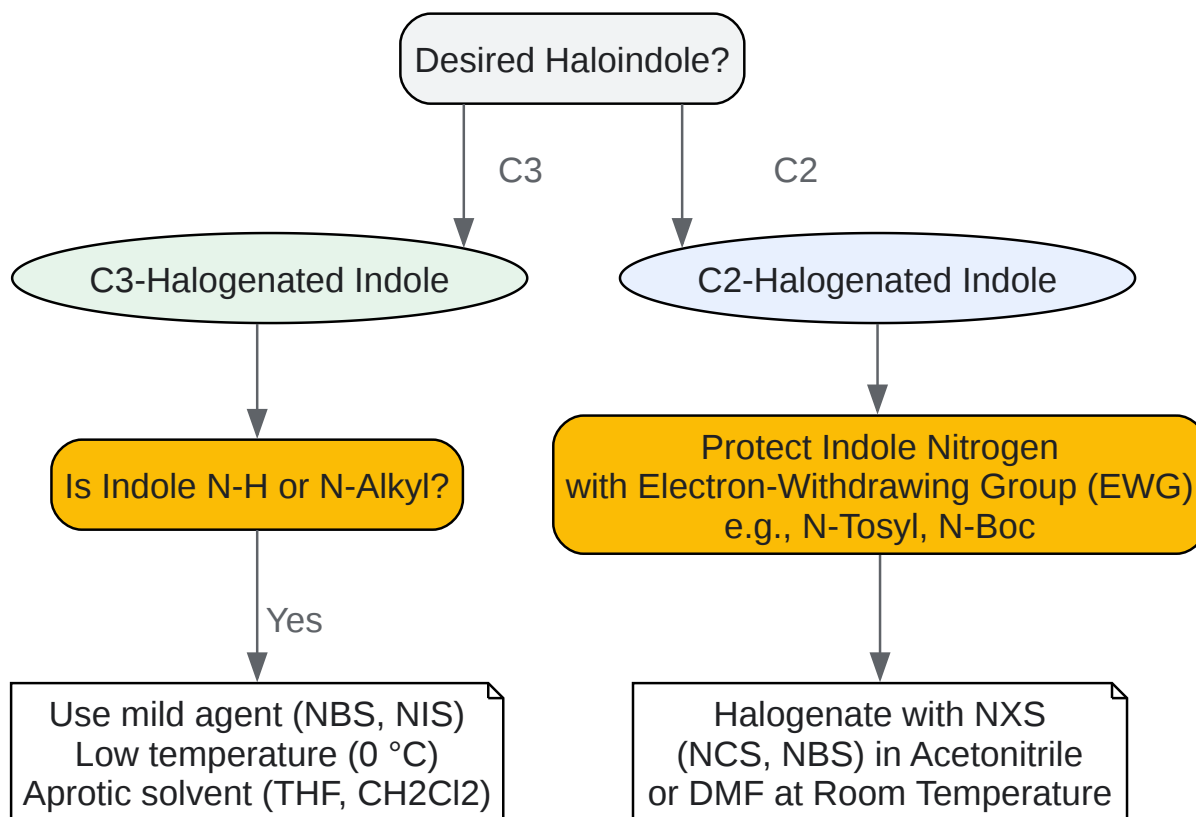 Desired Haloindole?
C3
C2
C3-Halogenated Indole
C2-Halogenated Indole
Is Indole N-H or N-Alkyl?
Protect Indole Nitrogen
with Electron-Withdrawing Group (EWG)
e.g., N-Tosyl, N-Boc
Yes
Use mild agent (NBS, NIS)
Low temperature (0 °C)
Aprotic solvent (THF, CH2Cl2)
Halogenate with NXS
(NCS, NBS) in Acetonitrile
or DMF at Room Temperature